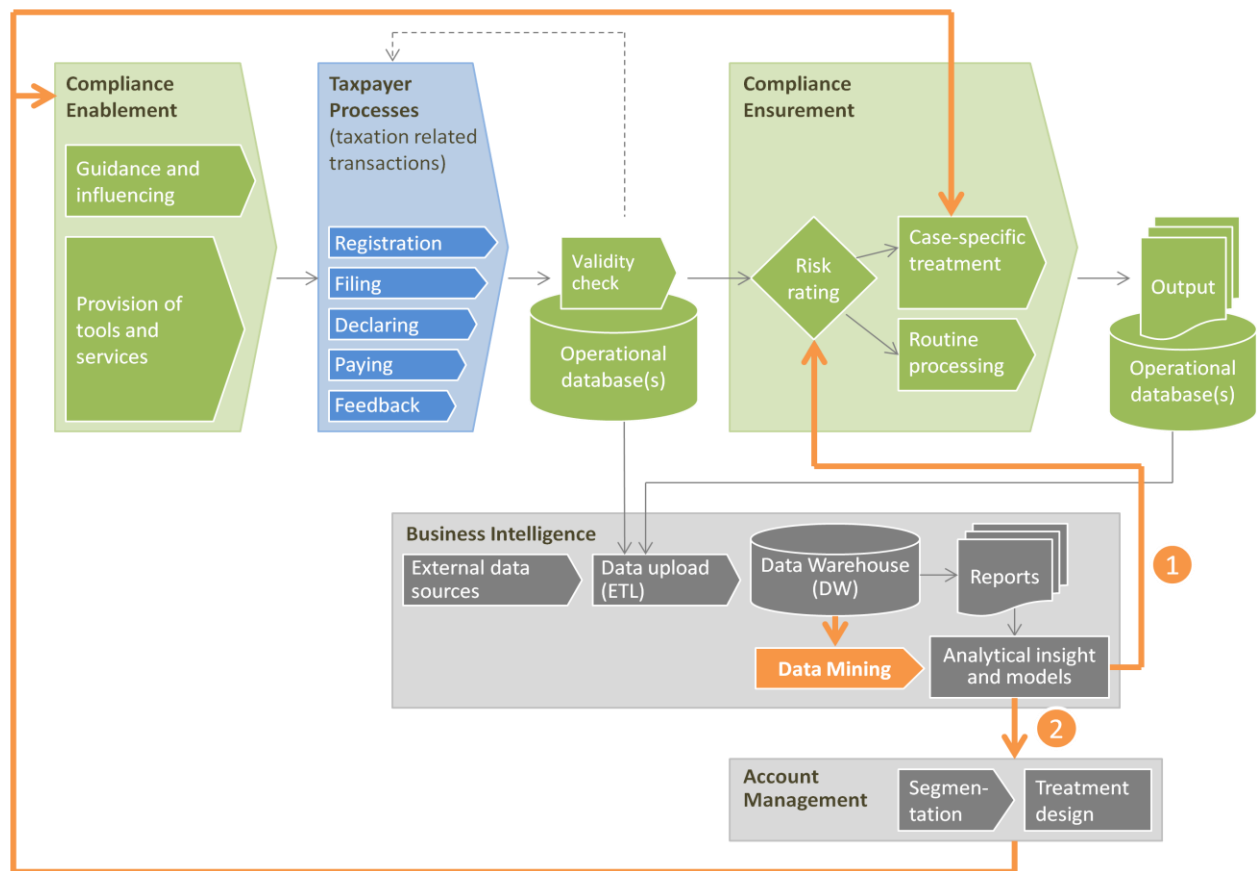 Compliance
Enablement
Guidance and
influencing
Provision of
tools and
services
Taxpayer
Processes
(taxation related
transactions)
Registration
Filing
Declaring
Paying
Feedback
Validity
check
Operational
database(s)
Compliance
Ensurement
Risk
rating
Case-specific
treatment
Routine
processing
Output
Operational
database(s)
Business Intelligence
External data
sources
Data upload
(ETL)
Data Warehouse
(DW)
Reports
Data Mining
Analytical insight
and models
1
2
Account
Management
Segmen-
tation
Treatment
design